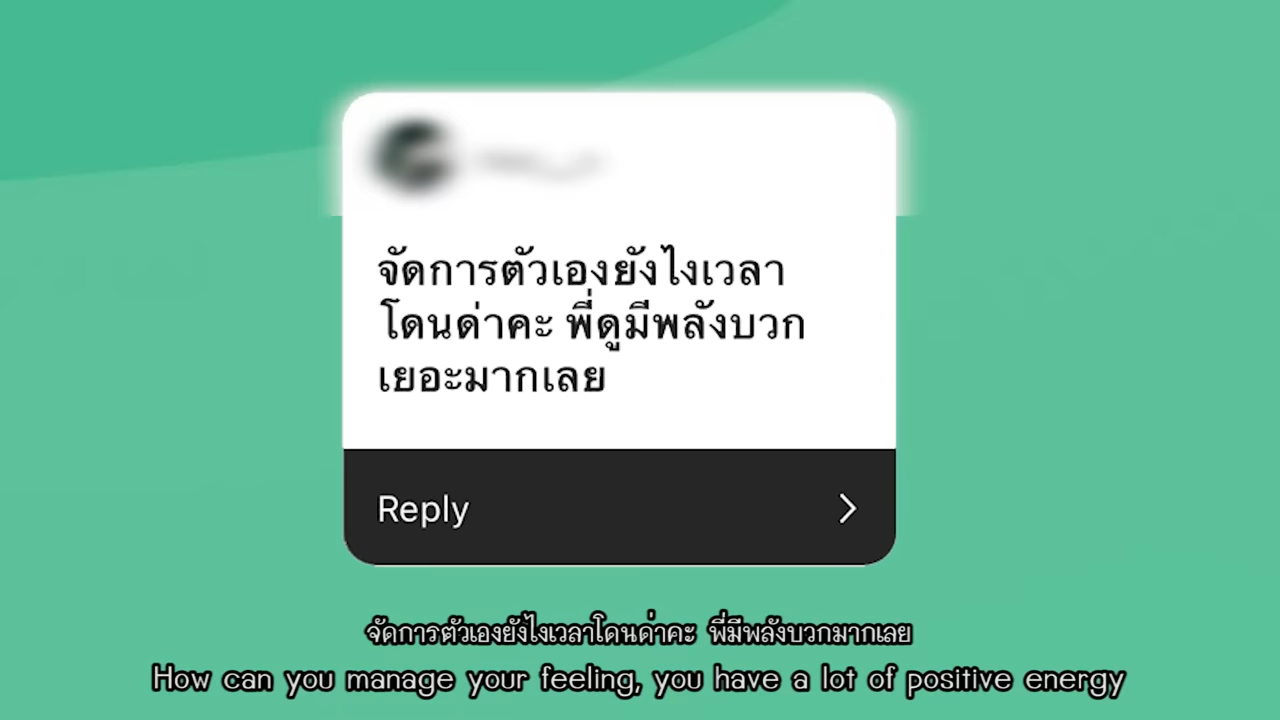 จัดการตัวเองยังไงเวลา
โดนด่าคะ พี่ดูมีพลังบวก
เยอะมากเลย
Reply
จัดการตัวเองยังไงเวลาโดนด่าคะ พี่มีพลังบวกมากเลย
How can you manage your feeling, you have a lot of positive energy